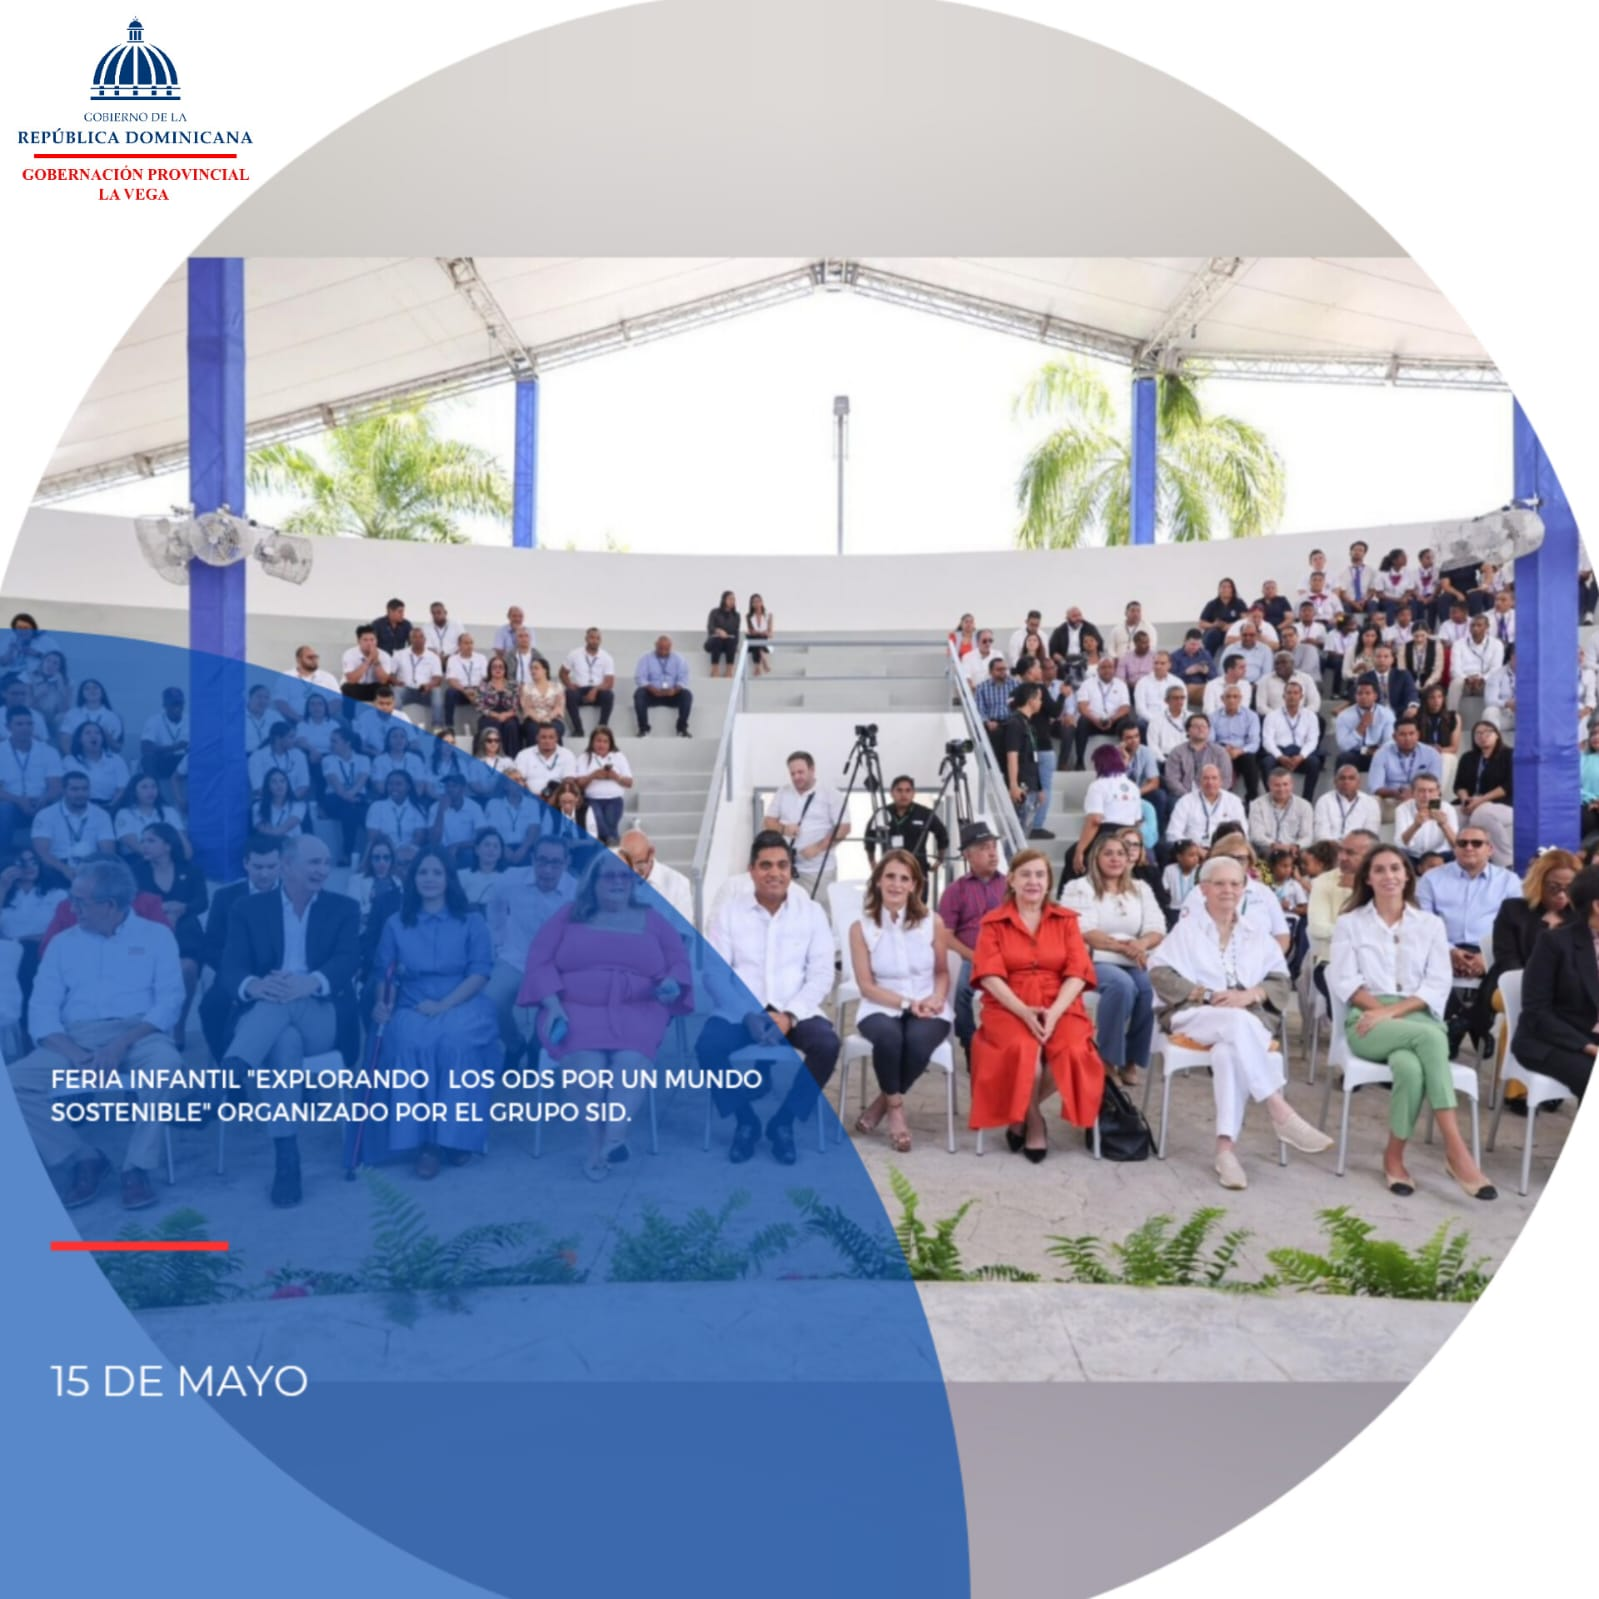 GOBIERNO DE LA
REPÚBLICA DOMINICANA
GOBERNACIÓN PROVINCIAL
LA VEGA
FERIA INFANTIL "EXPLORANDO LOS ODS POR UN MUNDO
SOSTENIBLE" ORGANIZADO POR EL GRUPO SID.
15 DE MAYO